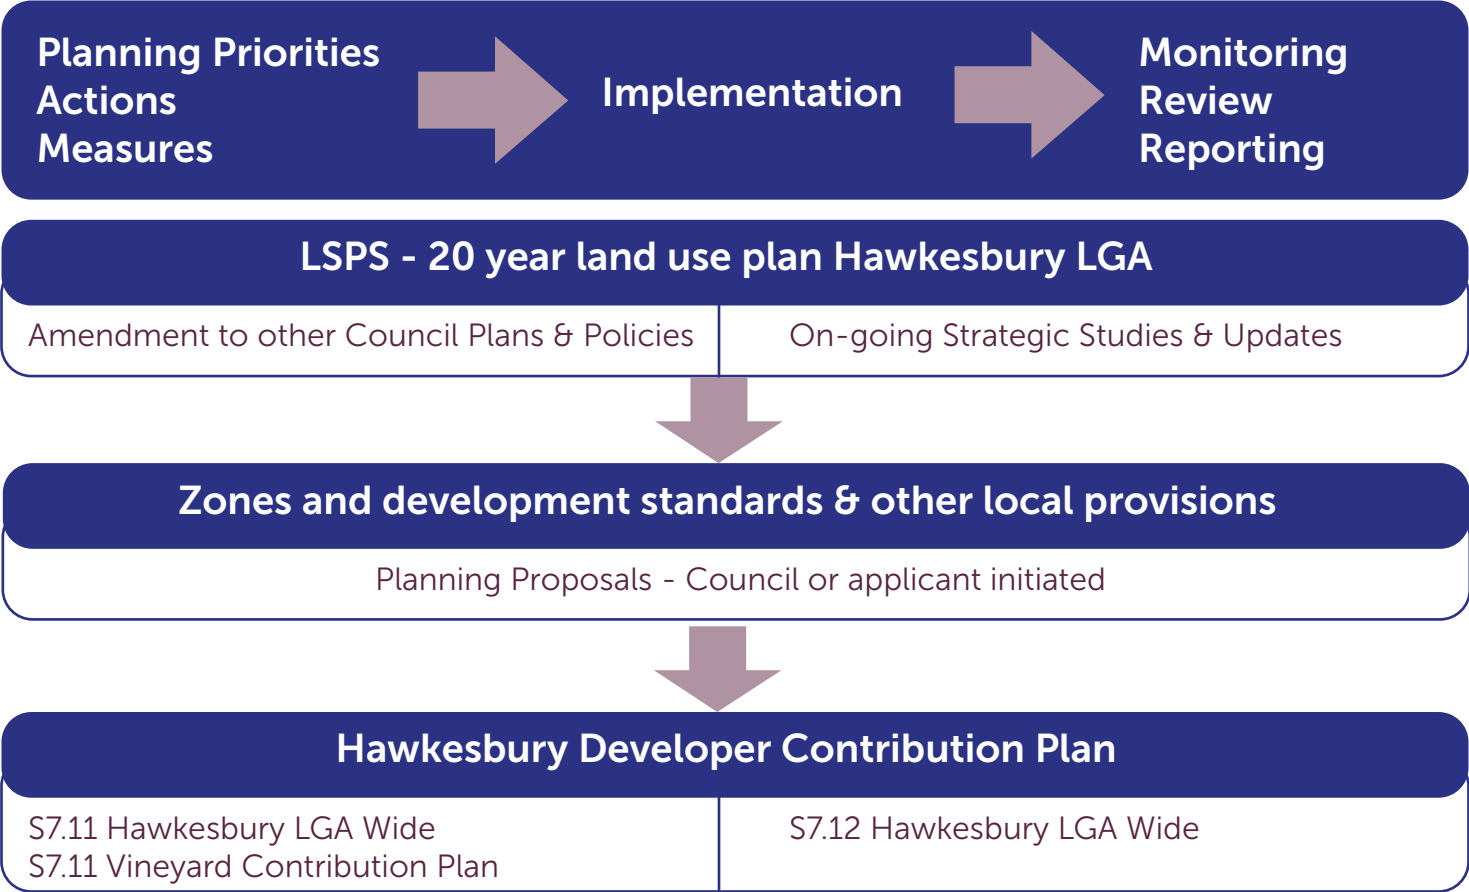 Planning Priorities
Actions
Measures
Implementation
Monitoring
Review
Reporting
LSPS - 20 year land use plan Hawkesbury LGA
Amendment to other Council Plans & Policies
On-going Strategic Studies & Updates
Zones and development standards & other local provisions
Planning Proposals - Council or applicant initiated
Hawkesbury Developer Contribution Plan
S7.11 Hawkesbury LGA Wide
S7.11 Vineyard Contribution Plan
S7.12 Hawkesbury LGA Wide